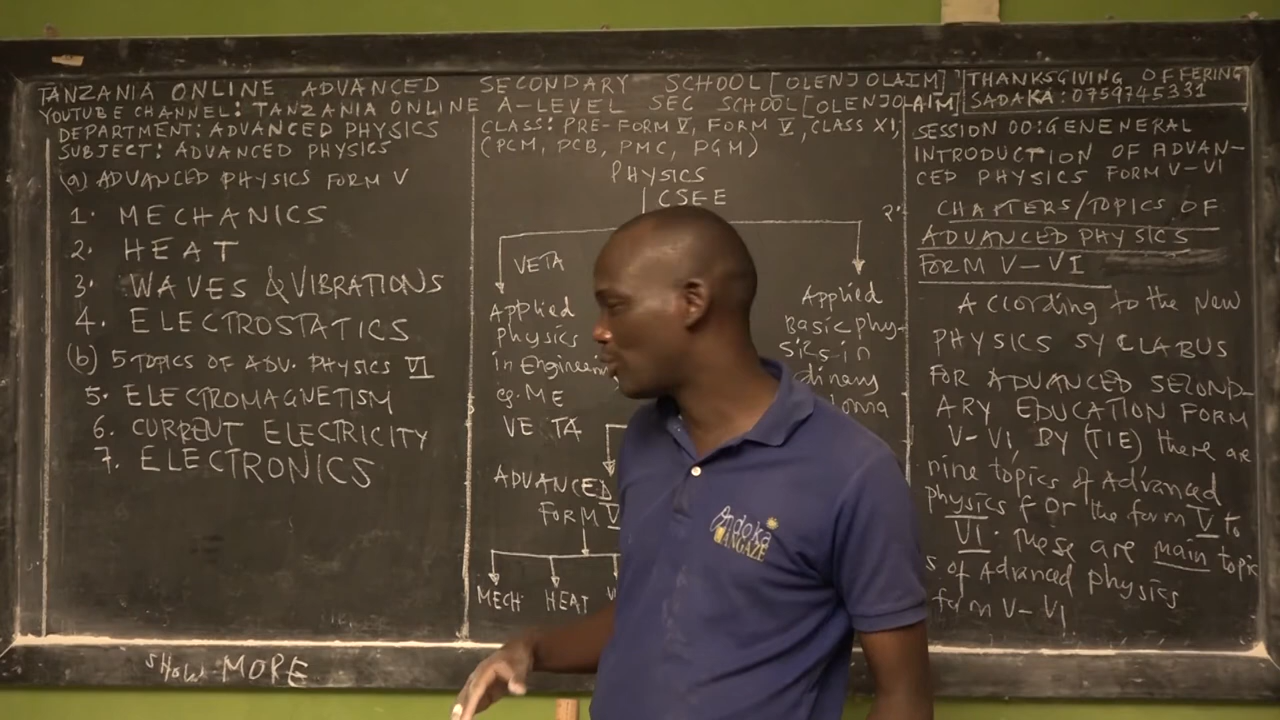 TANZANIA ONLINE ADVANCED SECONDARY SCHOOL [OLENJOLAIM]
YOUTUBE CHANNEL: TANZANIA ONLINE A-LEVEL SEC SCHOOL [OLENJOLAIM]
THANKSGIVING OFFERING
SADAKA: 0759745331
DEPARTMENT: ADVANCED PHYSICS
SUBJECT: ADVANCED PHYSICS
(a) ADVANCED PHYSICS FORM V
1. MECHANICS
2. HEAT
3. WAVES & VIBRATIONS
4. ELECTROSTATICS
(b) 5 TOPICS OF ADV. PHYSICS VI
5. ELECTROMAGNETISM
6. CURRENT ELECTRICITY
7. ELECTRONICS
SHOW MORE
CLASS: PRE-FORM V, FORM V, CLASS XI,
(PCM, PCB, PMC, PGM)
PHYSICS
CSEE
VETA
Applied
physics
in Engineering
eg. ME
VETA
Applied
Basic phy-
sics in
ADVANCED
FORM V
MECH HEAT
SESSION 00: GENENERAL
INTRODUCTION OF ADVAN-
CED PHYSICS FORM V-VI
2. CHAPTERS/TOPICS OF
ADVANCED PHYSICS
FORM V-VI
Acording to the new
PHYSICS SYLLABUS
FOR ADVANCED SECOND-
ARY EDUCATION FORM
V-VI, BY (TIE) there are
nine topics of Advanced
physics for the form V to
VI. These are main topic
s of Advanced physics
form V-VI
Ondoka
UANGAZE